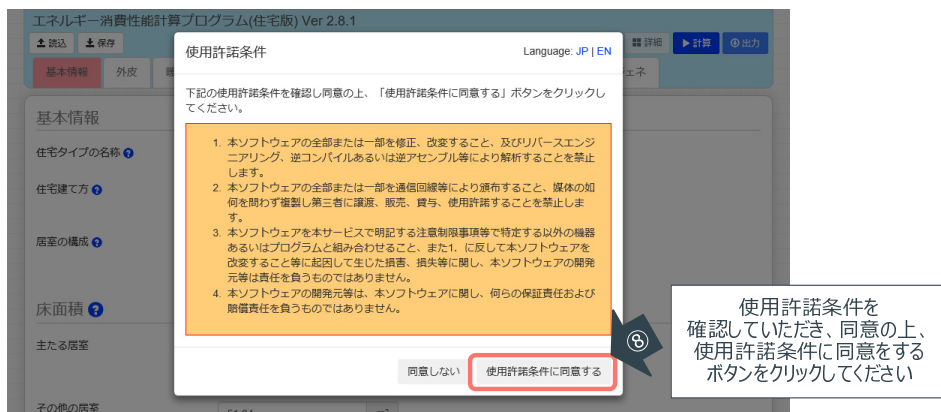 エネルギー消費性能計算プログラム(住宅版) Ver 2.8.1
読込 保存
詳細 計算 出力
基本情報 外皮
使用許諾条件
Language: JP | EN
下記の使用許諾条件を確認し同意の上、「使用許諾条件に同意する」ボタンをクリックし
てください。
1. 本ソフトウェアの全部または一部を修正、改変すること、及びリバースエンジ
ニアリング、逆コンパイルあるいは逆アセンブル等により解析することを禁止
します。
2. 本ソフトウェアの全部または一部を通信回線等により頒布すること、媒体の如
何を問わず複製し第三者に譲渡、販売、貸与、使用許諾することを禁止しま
す。
3. 本ソフトウェアを本サービスで明記する注意制限事項等で特定する以外の機器
あるいはプログラムと組み合わせること、また1. に反して本ソフトウェアを
改変すること等に起因して生じた損害、損失等に関し、本ソフトウェアの開発
元等は責任を負うものではありません。
4. 本ソフトウェアの開発元等は、本ソフトウェアに関し、何らの保証責任および
賠償責任を負うものではありません。
同意しない 使用許諾条件に同意する
基本情報
住宅タイプの名称
住宅建て方
居室の構成
床面積
主たる居室
その他の居室
⑧
使用許諾条件を
確認していただき、同意の上、
使用許諾条件に同意をする
ボタンをクリックしてください